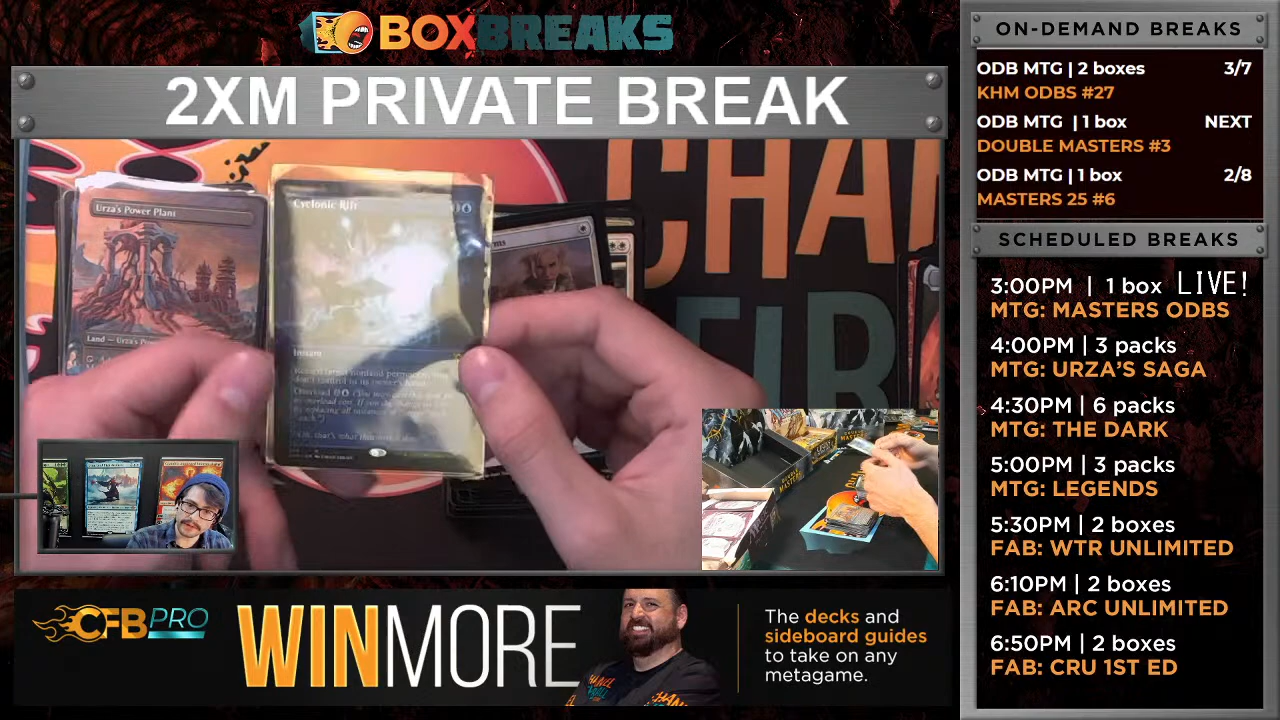 BOXBREAKS
2XM PRIVATE BREAK
Urza's Power Plant
Cyclonic Rift
Instant
CHAN
CFBPRO
WINMORE
The decks and
sideboard guides
to take on any
metagame.
ON-DEMAND BREAKS
ODB MTG | 2 boxes 3/7
KHM ODBS #27
ODB MTG | 1 box NEXT
DOUBLE MASTERS #3
ODB MTG | 1 box 2/8
MASTERS 25 #6
SCHEDULED BREAKS
3:00PM | 1 box LIVE!
MTG: MASTERS ODBS
4:00PM | 3 packs
MTG: URZA'S SAGA
4:30PM | 6 packs
MTG: THE DARK
5:00PM | 3 packs
MTG: LEGENDS
5:30PM | 2 boxes
FAB: WTR UNLIMITED
6:10PM | 2 boxes
FAB: ARC UNLIMITED
6:50PM | 2 boxes
FAB: CRU 1ST ED